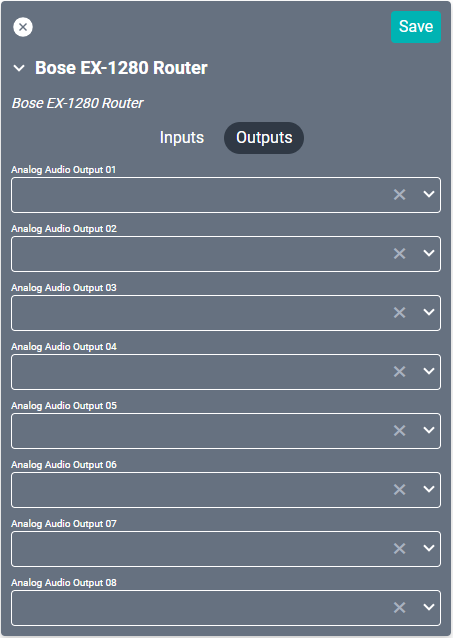 Save
Bose EX-1280 Router
Bose EX-1280 Router
Inputs Outputs
Analog Audio Output 01
Analog Audio Output 02
Analog Audio Output 03
Analog Audio Output 04
Analog Audio Output 05
Analog Audio Output 06
Analog Audio Output 07
Analog Audio Output 08